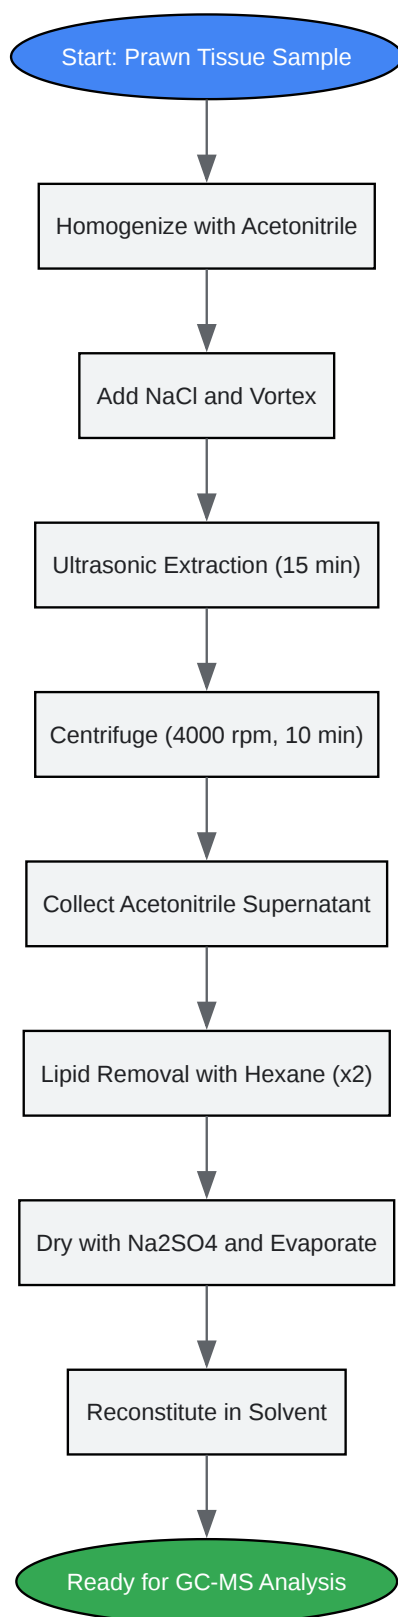 Start: Prawn Tissue Sample
Homogenize with Acetonitrile
Add NaCl and Vortex
Ultrasonic Extraction (15 min)
Centrifuge (4000 rpm, 10 min)
Collect Acetonitrile Supernatant
Lipid Removal with Hexane (x2)
Dry with Na2SO4 and Evaporate
Reconstitute in Solvent
Ready for GC-MS Analysis